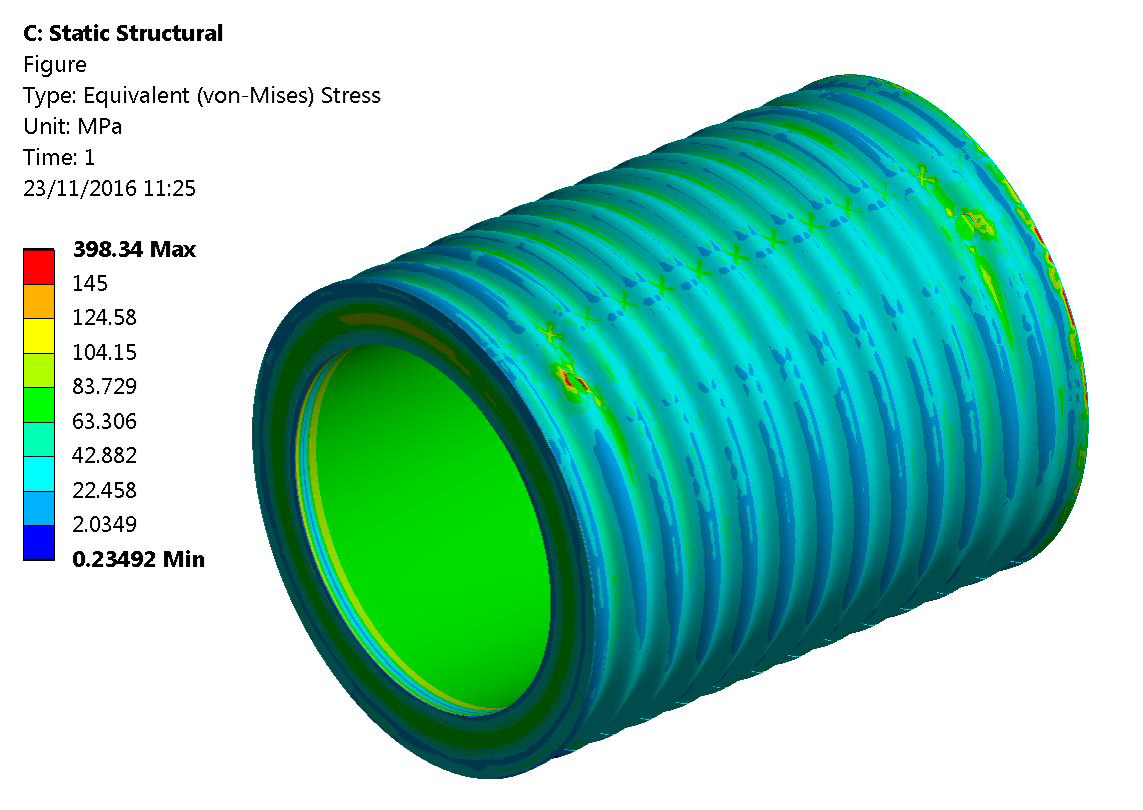 C: Static Structural
Figure
Type: Equivalent (von-Mises) Stress
Unit: MPa
Time: 1
23/11/2016 11:25
398.34 Max
145
124.58
104.15
83.729
63.306
42.882
22.458
2.0349
0.23492 Min